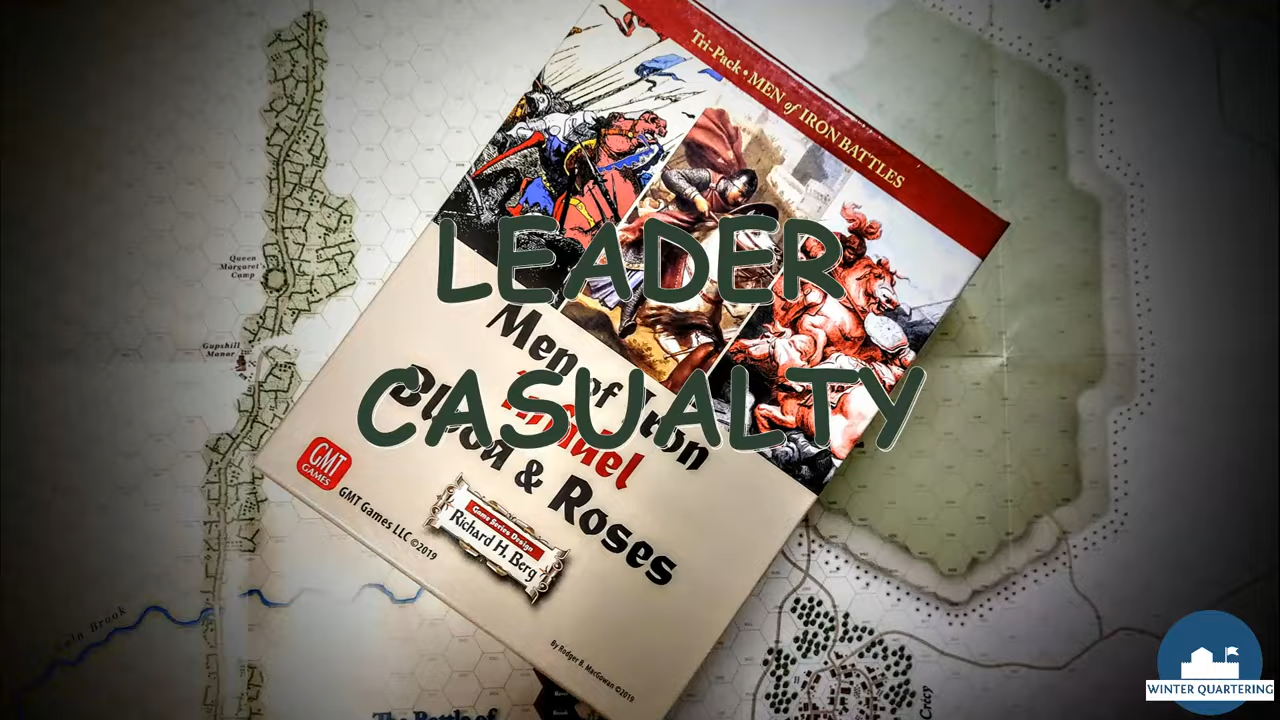 Tri-Pack • MEN of IRON BATTLES
LEADER
CASUALTY
Men of Iron
Infidel
Blood & Roses
GMT
GAMES
GMT Games LLC ©2019
Game Series Design
Richard H. Berg
By Rodger B. MacGowan ©2019
Queen
Margaret's
Camp
Gupshill
Manor
Brook
The Battle of
Crécy
WINTER QUARTERING